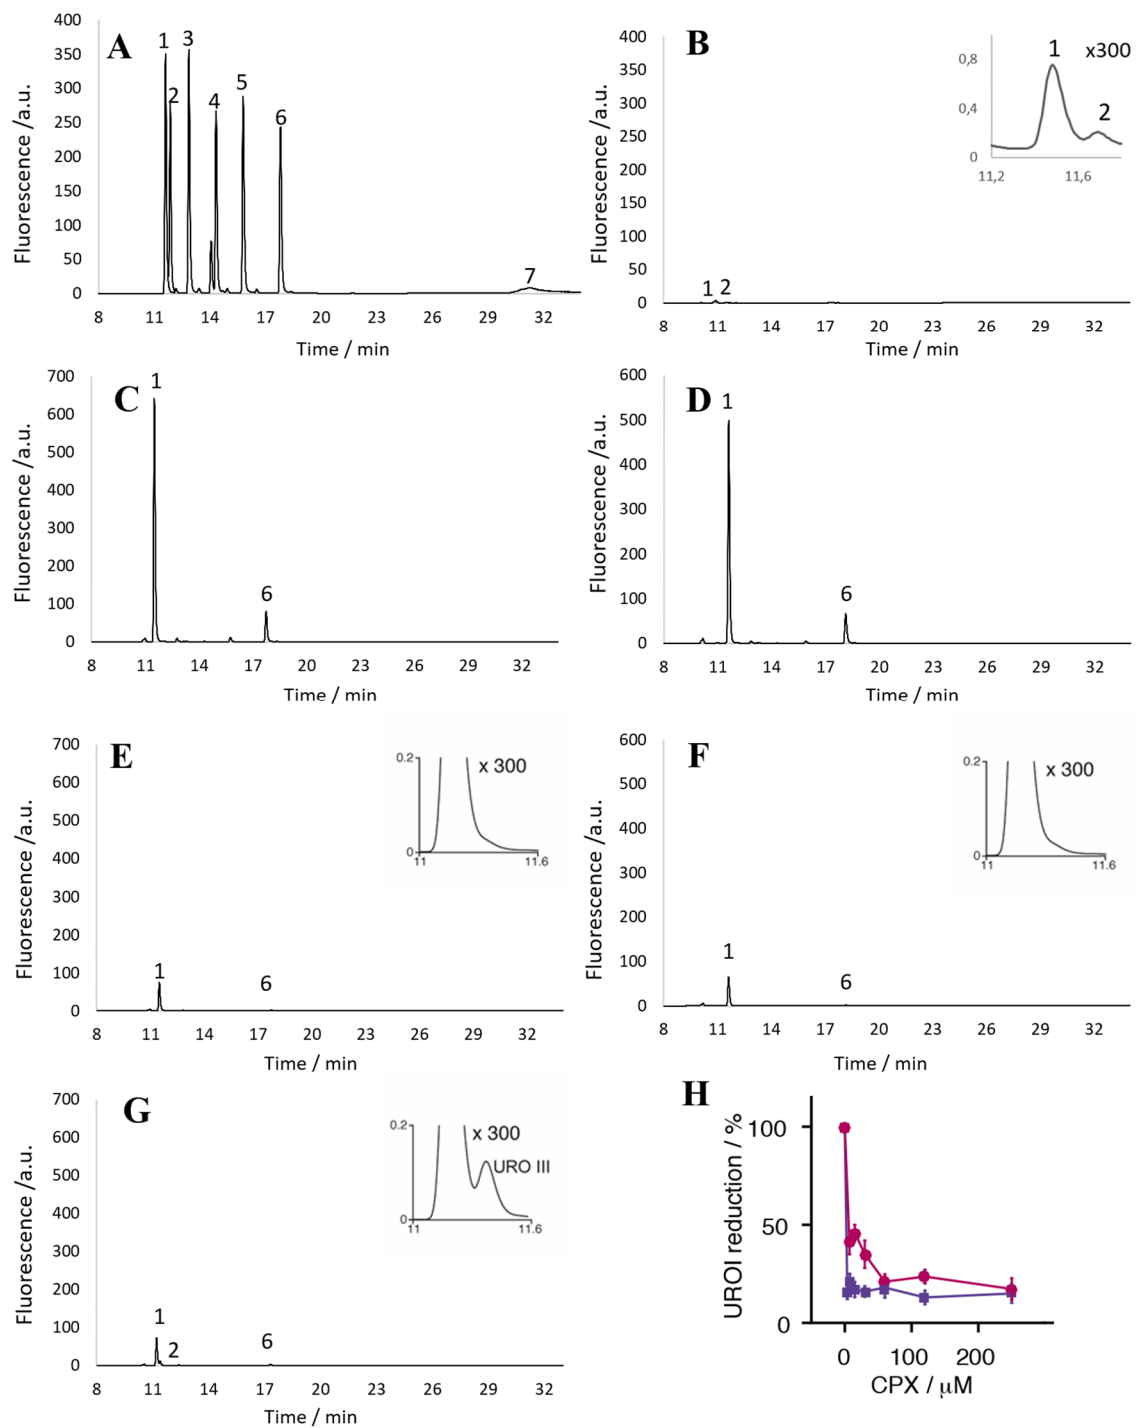 A
Fluorescence /a.u.
400
350
300
250
200
150
100
50
0
1
2
3
4
5
6
7
8 11 14 17 20 23 26 29 32
Time / min
B
Fluorescence /a.u.
400
350
300
250
200
150
100
50
0
1 2
8 11 14 17 20 23 26 29 32
Time / min
1 x300
2
0,8
0,4
0
11,2 11,6
C
Fluorescence /a.u.
700
600
500
400
300
200
100
0
1
6
8 11 14 17 20 23 26 29 32
Time / min
D
Fluorescence /a.u.
600
500
400
300
200
100
0
1
6
8 11 14 17 20 23 26 29 32
Time / min
E
Fluorescence /a.u.
700
600
500
400
300
200
100
0
1
6
8 11 14 17 20 23 26 29 32
Time / min
0.2
x 300
0
11 11.6
F
Fluorescence /a.u.
600
500
400
300
200
100
0
1
6
8 11 14 17 20 23 26 29 32
Time / min
0.2
x 300
0
11 11.6
G
Fluorescence /a.u.
700
600
500
400
300
200
100
0
1
2
6
8 11 14 17 20 23 26 29 32
Time / min
0.2
x 300
URO III
0
11 11.6
H
UROI reduction / %
100
50
0
0 100 200
CPX / μM